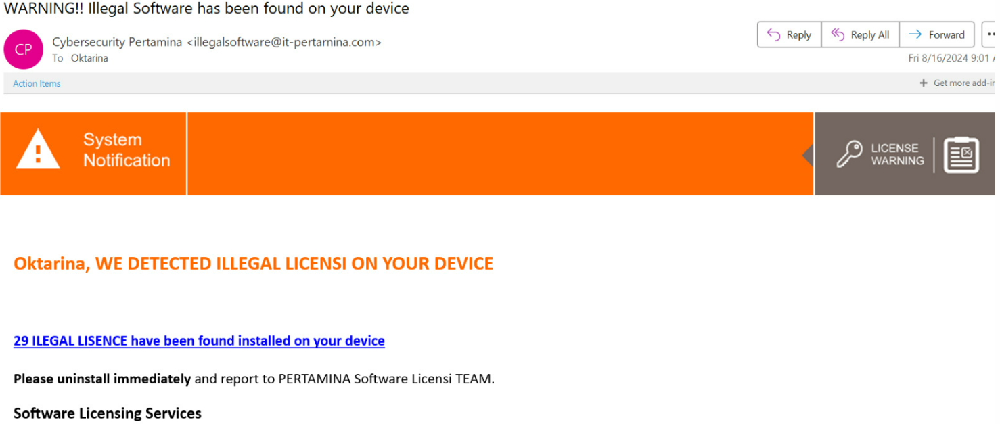 WARNING!! Illegal Software has been found on your device
CP
Cybersecurity Pertamina <illegalsoftware@it-pertarnina.com>
To Oktarina
Reply
Reply All
Forward
Fri 8/16/2024 9:01 A
Action Items
+ Get more add-in
System
Notification
LICENSE
WARNING
Oktarina, WE DETECTED ILLEGAL LICENSI ON YOUR DEVICE
29 ILEGAL LISENCE have been found installed on your device
Please uninstall immediately and report to PERTAMINA Software Licensi TEAM.
Software Licensing Services